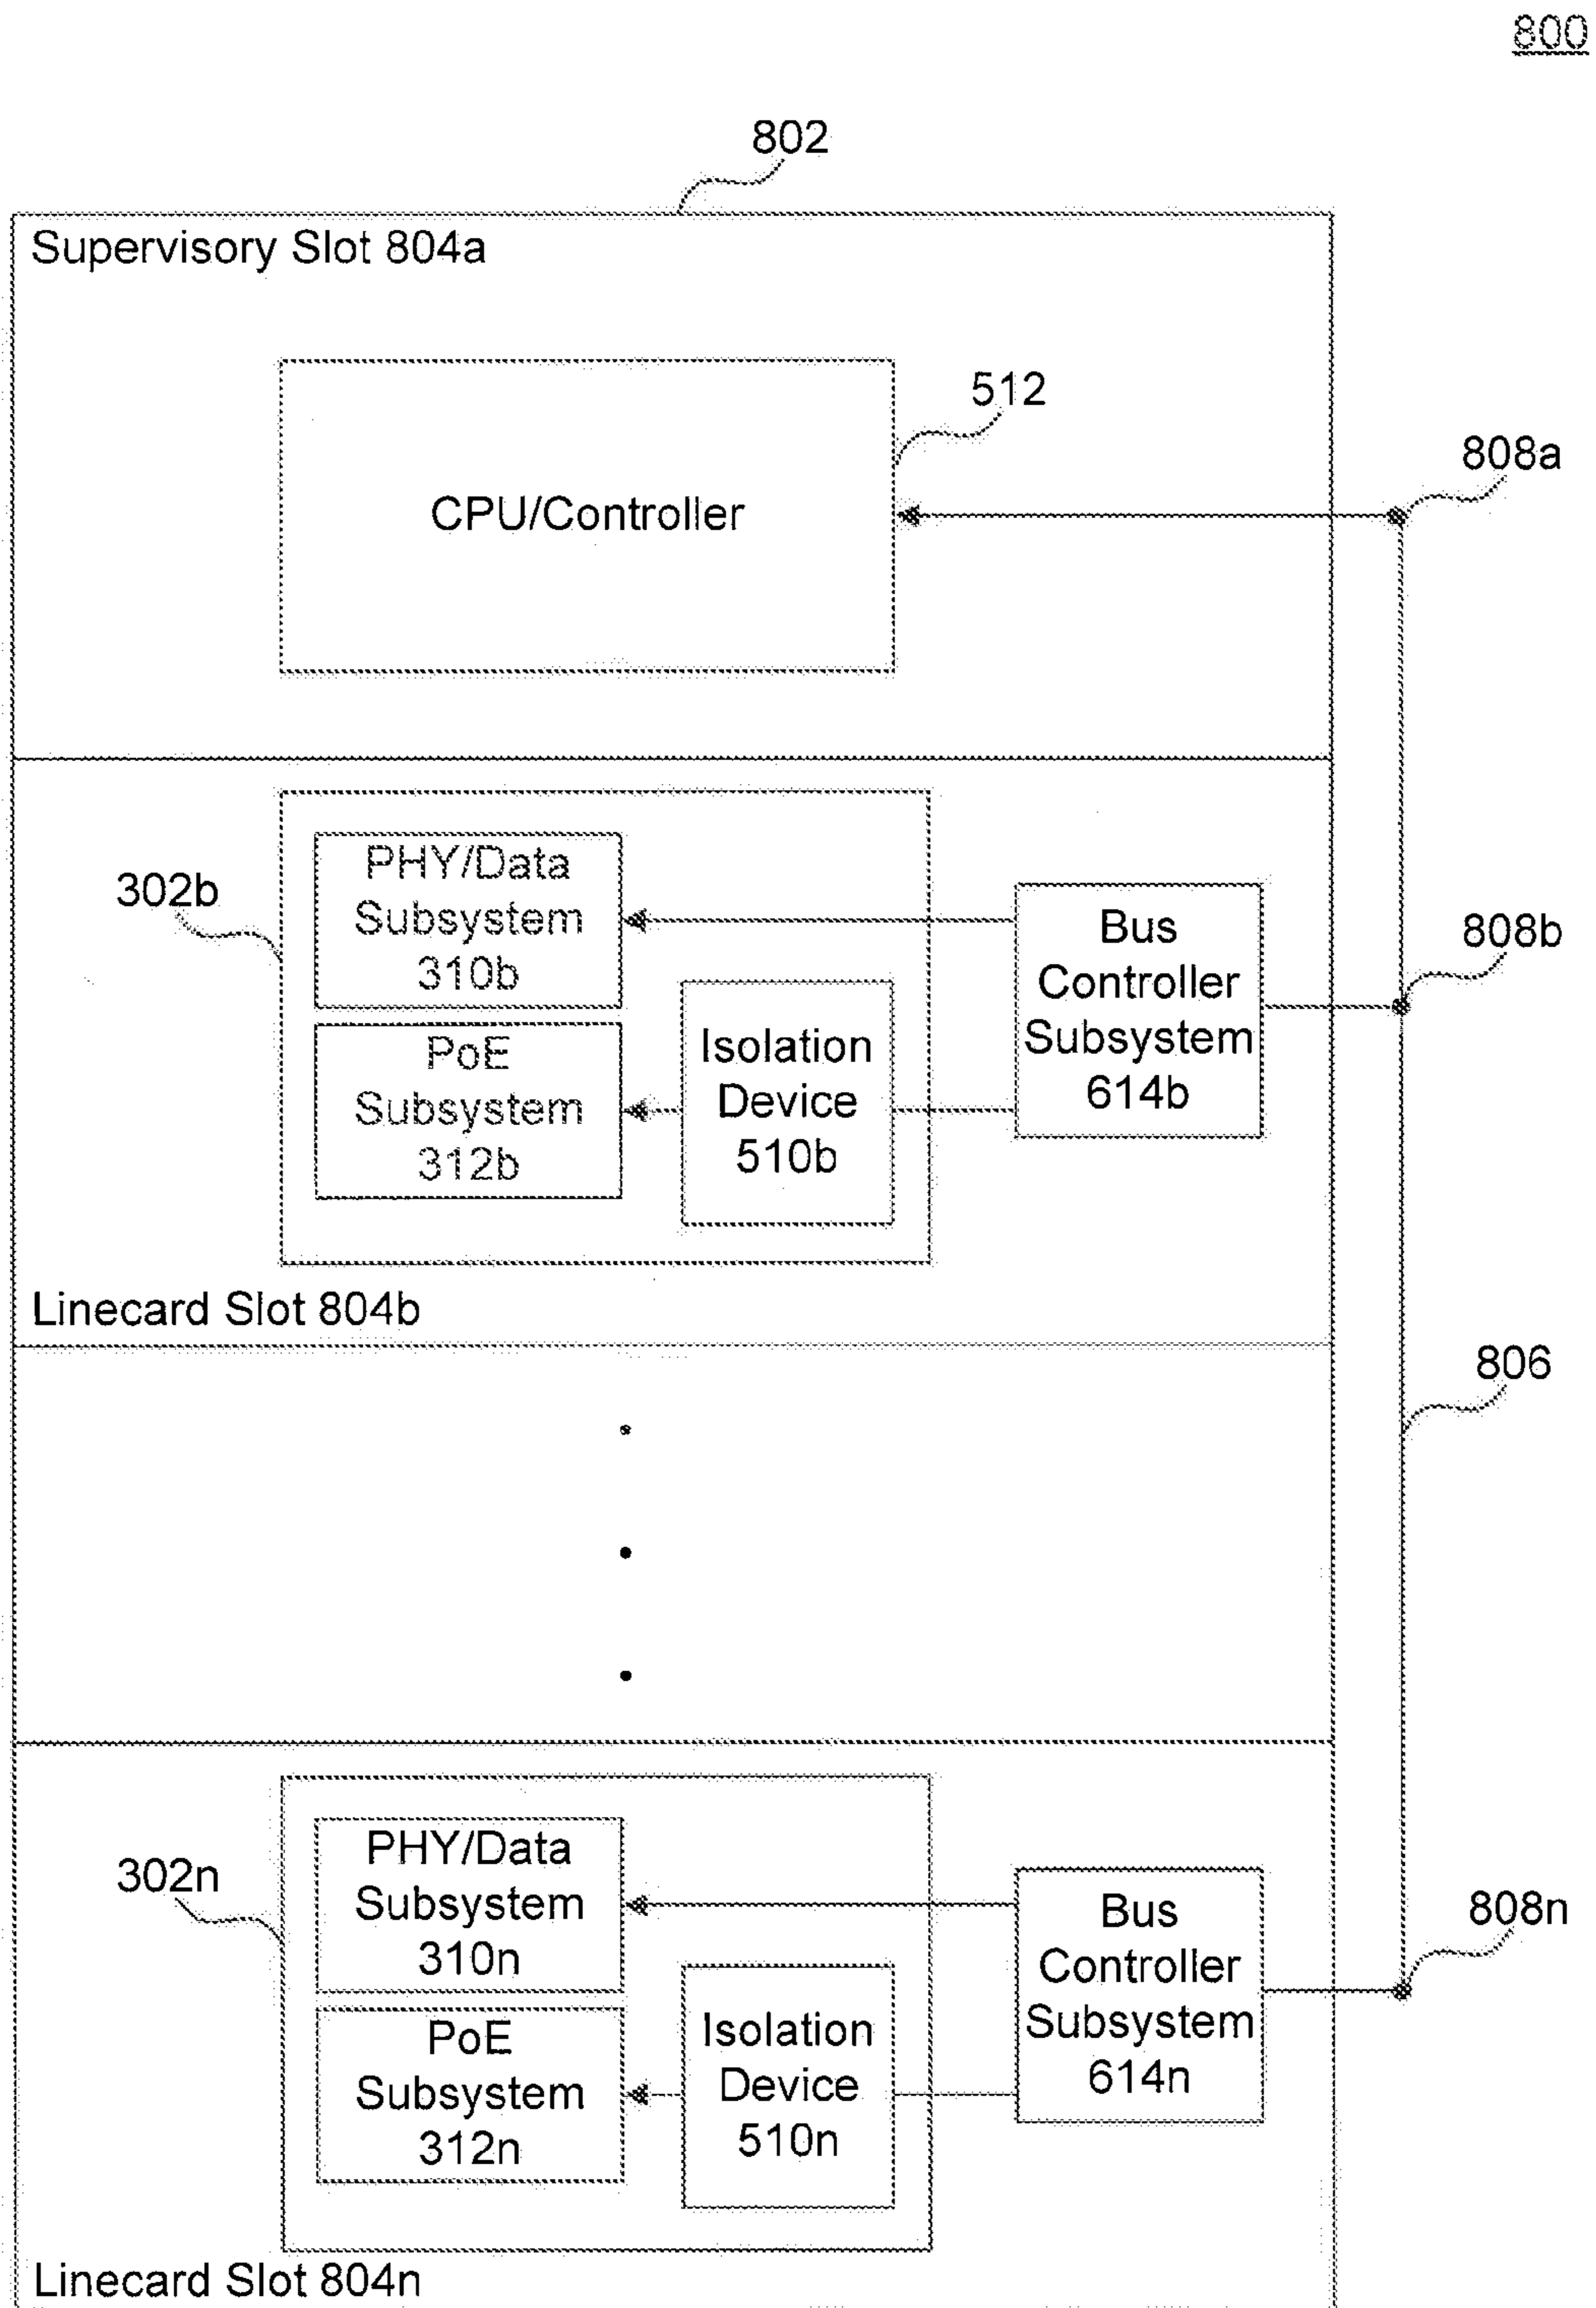 800
802
Supervisory Slot 804a
512
CPU/Controller
808a
PHY/Data
Subsystem
310b
302b
PoE
Subsystem
312b
Isolation
Device
510b
Bus
Controller
Subsystem
614b
808b
Linecard Slot 804b
806
PHY/Data
Subsystem
310n
302n
PoE
Subsystem
312n
Isolation
Device
510n
Bus
Controller
Subsystem
614n
808n
Linecard Slot 804n